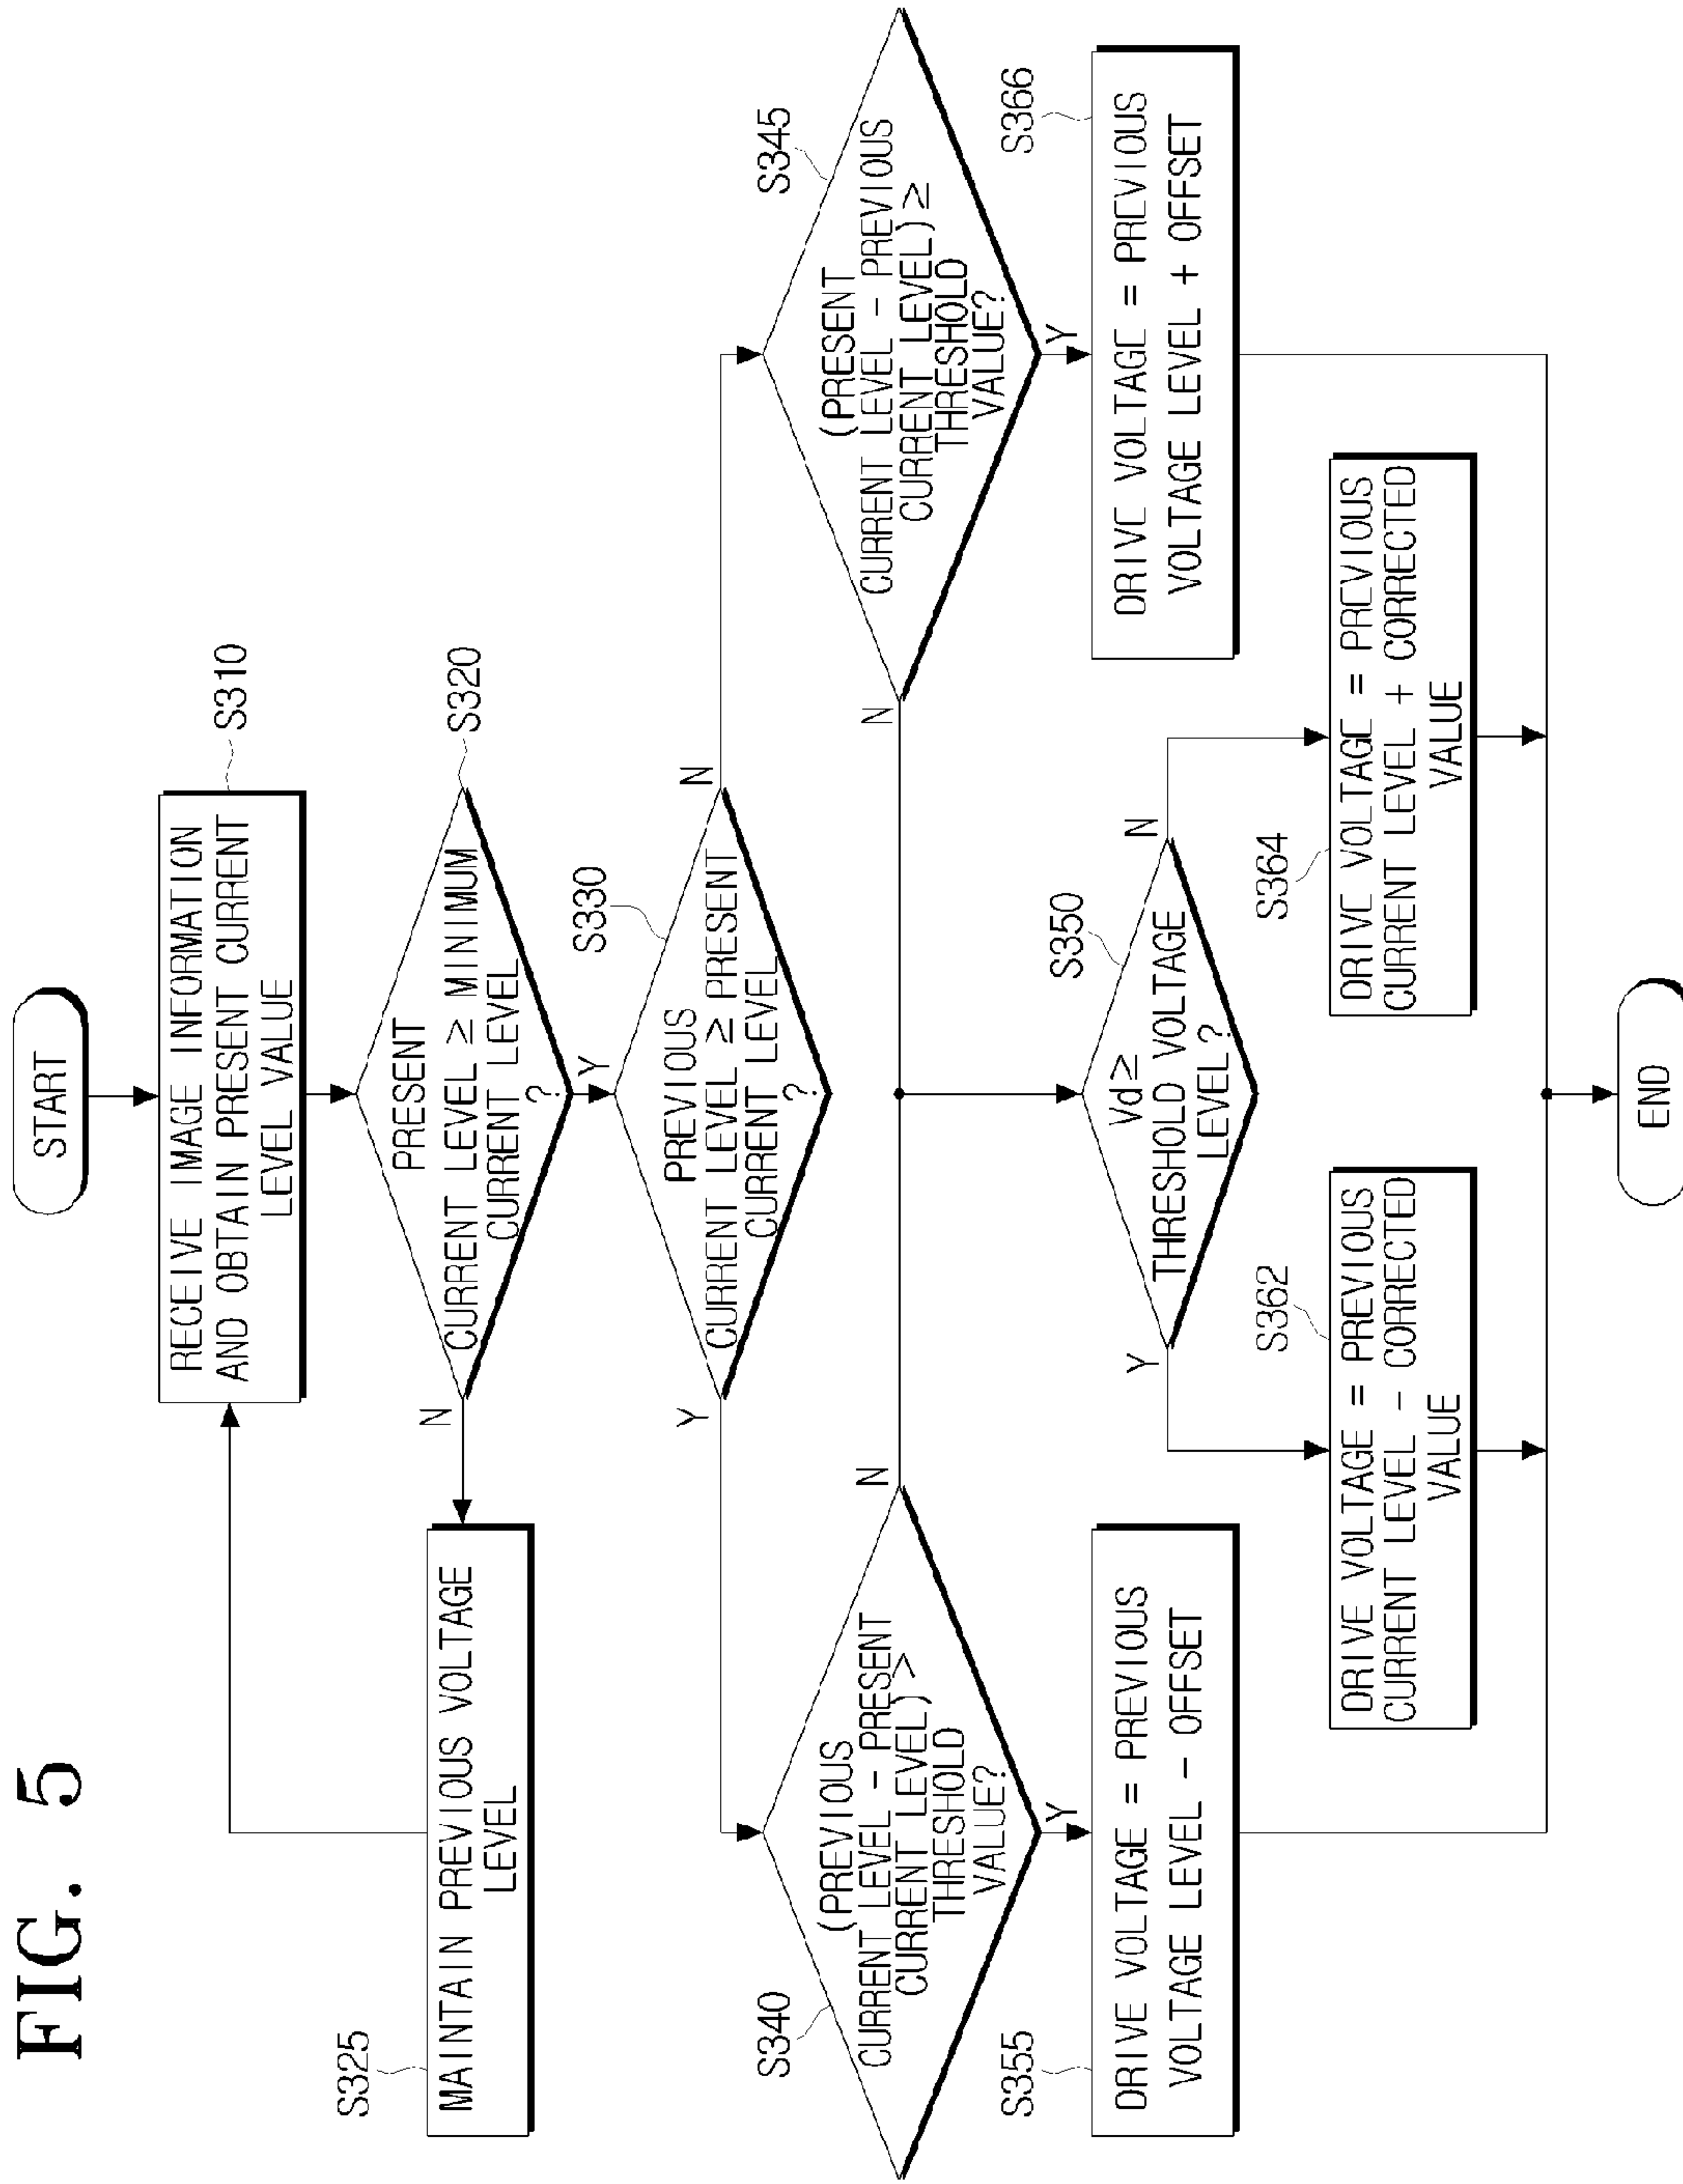 FIG. 5
START
RECEIVE IMAGE INFORMATION
AND OBTAIN PRESENT CURRENT
LEVEL VALUE
S310
PRESENT
CURRENT LEVEL ≥ MINIMUM
CURRENT LEVEL
?
S320
N
Y
S325
MAINTAIN PREVIOUS VOLTAGE
LEVEL
S330
PREVIOUS
CURRENT LEVEL ≥ PRESENT
CURRENT LEVEL
?
Y
N
S340
(PREVIOUS
CURRENT LEVEL - PRESENT
CURRENT LEVEL) >
THRESHOLD
VALUE?
N
Y
S345
(PRESENT
CURRENT LEVEL - PREVIOUS
CURRENT LEVEL) ≥
THRESHOLD
VALUE?
N
Y
S350
Vd≥
THRESHOLD VOLTAGE
LEVEL?
Y
N
S355
DRIVE VOLTAGE = PREVIOUS
VOLTAGE LEVEL - OFFSET
S366
DRIVE VOLTAGE = PREVIOUS
VOLTAGE LEVEL + OFFSET
S362
DRIVE VOLTAGE = PREVIOUS
CURRENT LEVEL - CORRECTED
VALUE
S364
DRIVE VOLTAGE = PREVIOUS
CURRENT LEVEL + CORRECTED
VALUE
END